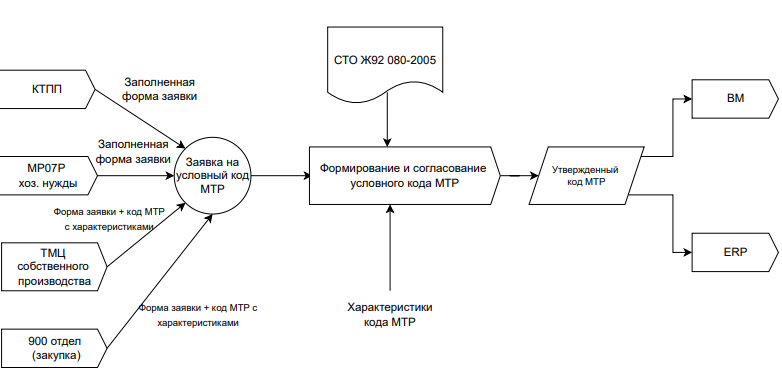 СТО Ж92 080-2005
КТПП
Заполненная
форма заявки
ВМ
Заполненная
форма заявки
МР07Р
хоз. нужды
Заявка на
условный код
МТР
Формирование и согласование
условного кода МТР
Утвержденный
код МТР
Форма заявки + код МТР
с характеристиками
ТМЦ
собственного
производства
ERP
Форма заявки + код МТР с
характеристиками
Характеристики
кода МТР
900 отдел
(закупка)